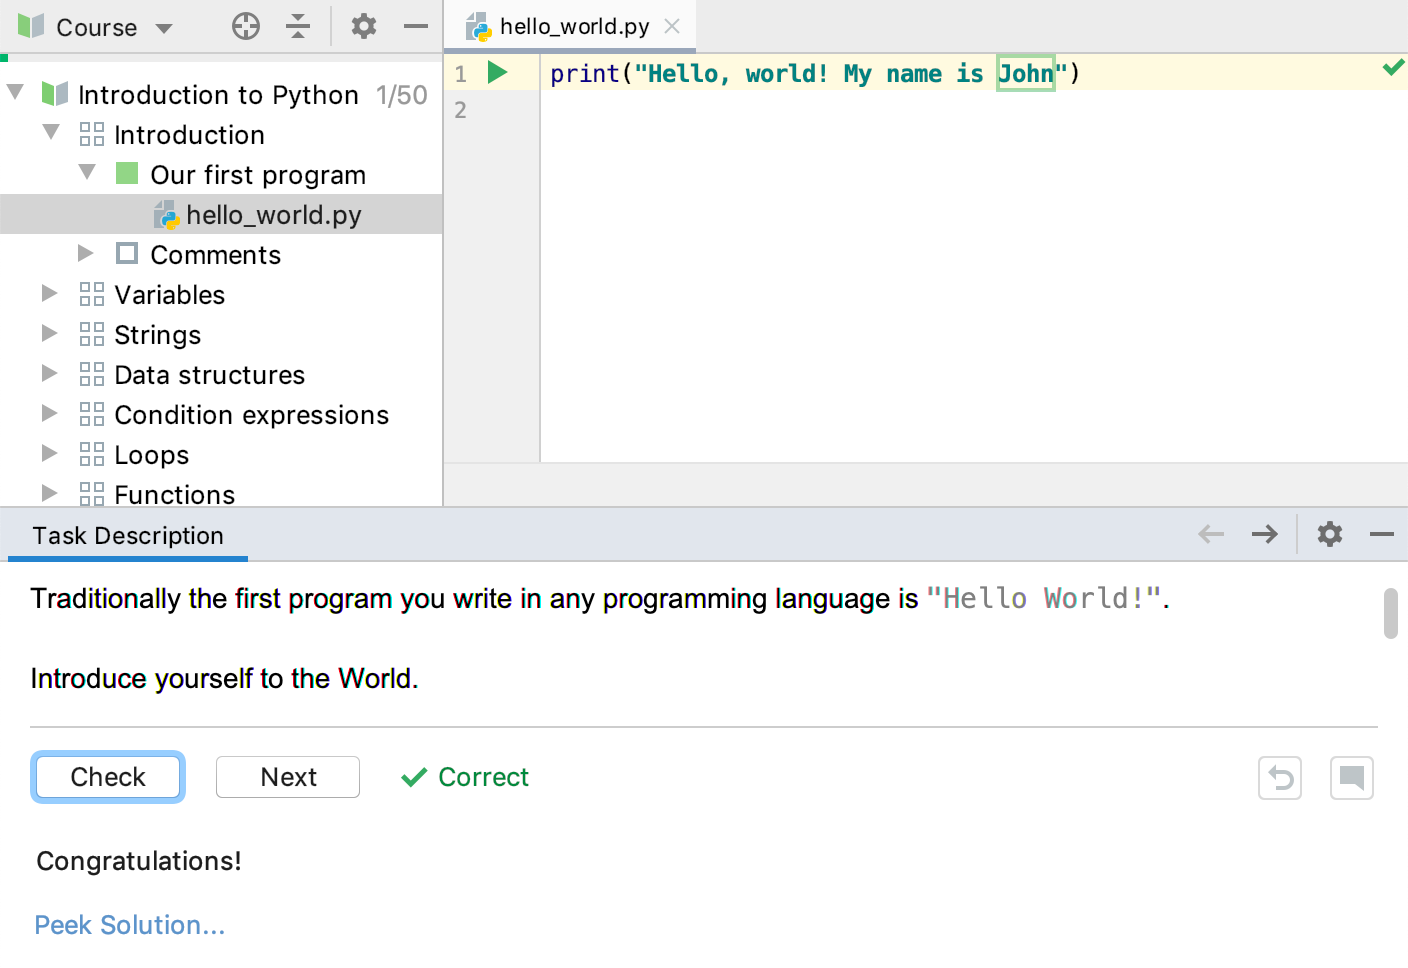 Course
hello_world.py
Introduction to Python 1/50
Introduction
Our first program
hello_world.py
Comments
Variables
Strings
Data structures
Condition expressions
Loops
Functions
1 print("Hello, world! My name is John")
2
Task Description
Traditionally the first program you write in any programming language is "Hello World!".
Introduce yourself to the World.
Check Next Correct
Congratulations!
Peek Solution...